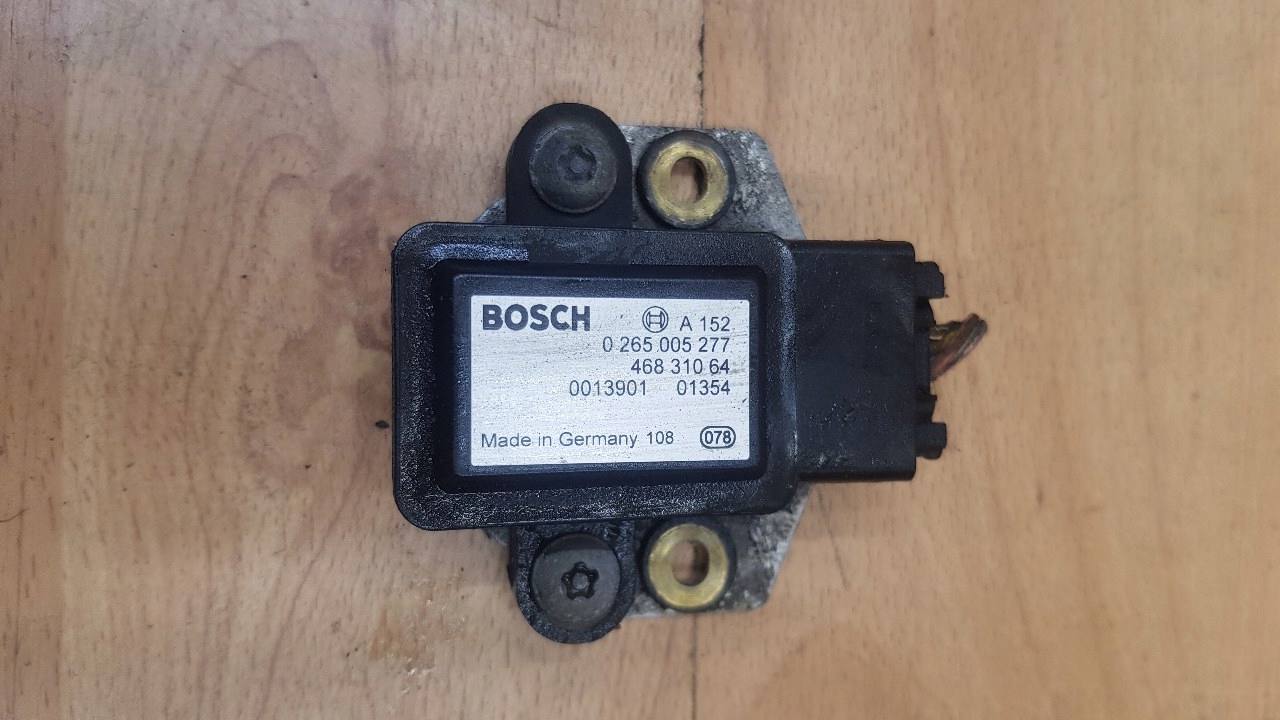 BOSCH A 152
0 265 005 277
468 310 64
0013901 01354
Made in Germany 108 078